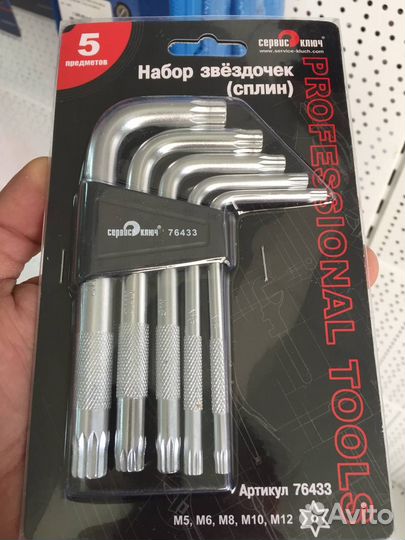 5
предметов
сервис ключ
www.service-kluch.com
Набор звёздочек
(сплин)
PROFESSIONAL TOOLS
сервис ключ 76433
Артикул 76433
M5, M6, M8, M10, M12
Avito